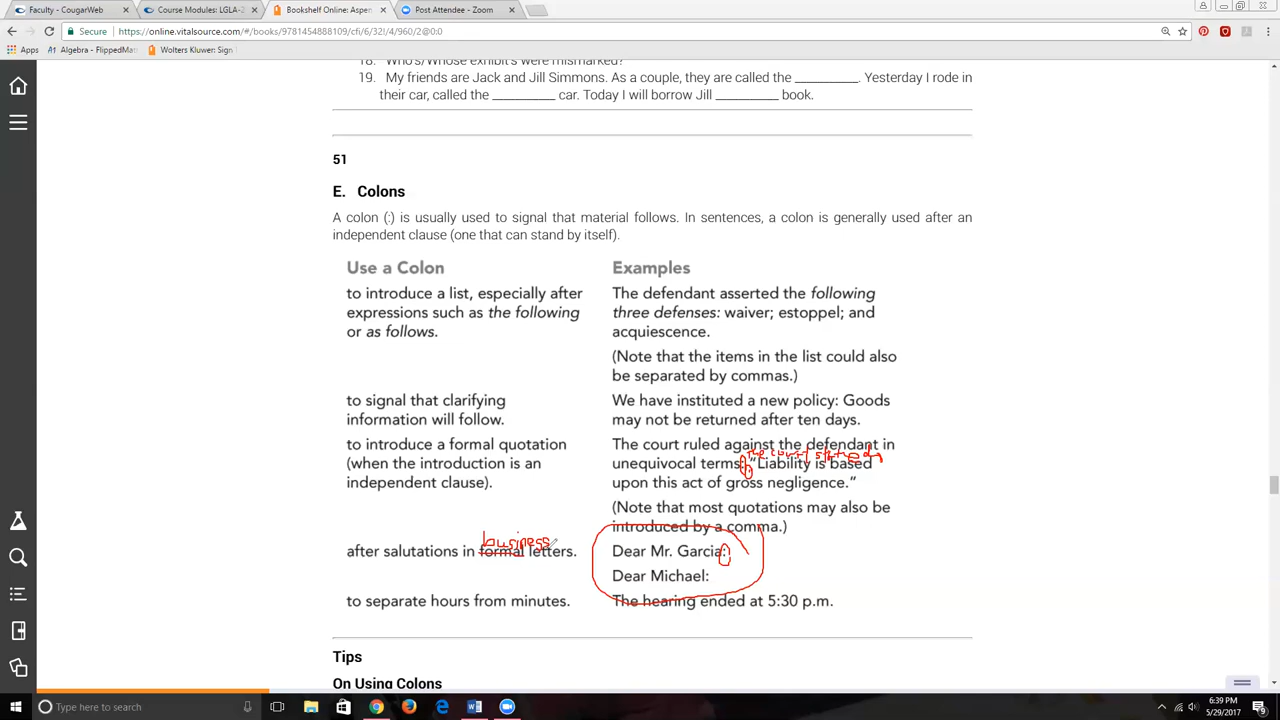 Faculty - CougarWeb
Course Modules: LGLA-2
Bookshelf Online: Aspen
Post Attendee - Zoom
Secure
https://online.vitalsource.com/#/books/9781454888109/cfi/6/32!/4/960/2@0:0
Apps
Algebra - FlippedMatt
Wolters Kluwer: Sign
18. Who's/Whose exhibit's were mismarked?
19. My friends are Jack and Jill Simmons. As a couple, they are called the __________. Yesterday I rode in
their car, called the __________ car. Today I will borrow Jill __________ book.
51
E. Colons
A colon (:) is usually used to signal that material follows. In sentences, a colon is generally used after an
independent clause (one that can stand by itself).
Use a Colon
Examples
to introduce a list, especially after
expressions such as the following
or as follows.
The defendant asserted the following
three defenses: waiver; estoppel; and
acquiescence.
(Note that the items in the list could also
be separated by commas.)
to signal that clarifying
information will follow.
We have instituted a new policy: Goods
may not be returned after ten days.
to introduce a formal quotation
(when the introduction is an
independent clause).
The court ruled against the defendant in
the court stated
unequivocal terms: "Liability is based
upon this act of gross negligence."
(Note that most quotations may also be
introduced by a comma.)
business
after salutations in formal letters.
Dear Mr. Garcia:
Dear Michael:
to separate hours from minutes.
The hearing ended at 5:30 p.m.
Tips
On Using Colons
Type here to search
6:39 PM
5/29/2017